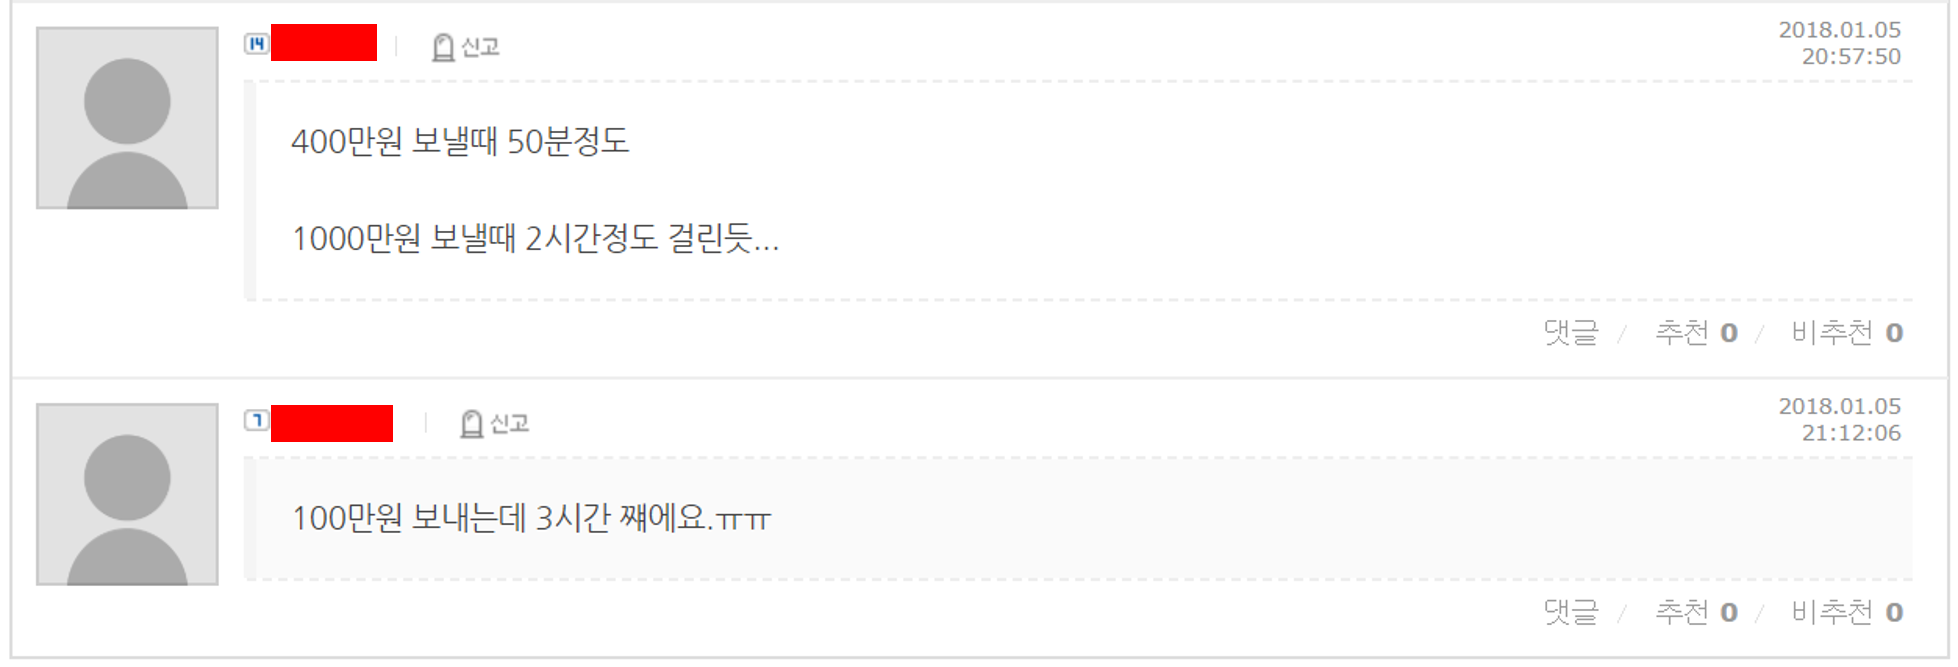 14
신고
2018.01.05
20:57:50
400만원 보낼때 50분정도
1000만원 보낼때 2시간정도 걸린듯...
댓글 / 추천 0 / 비추천 0
7
신고
2018.01.05
21:12:06
100만원 보내는데 3시간 쨰에요.ㅠㅠ
댓글 / 추천 0 / 비추천 0